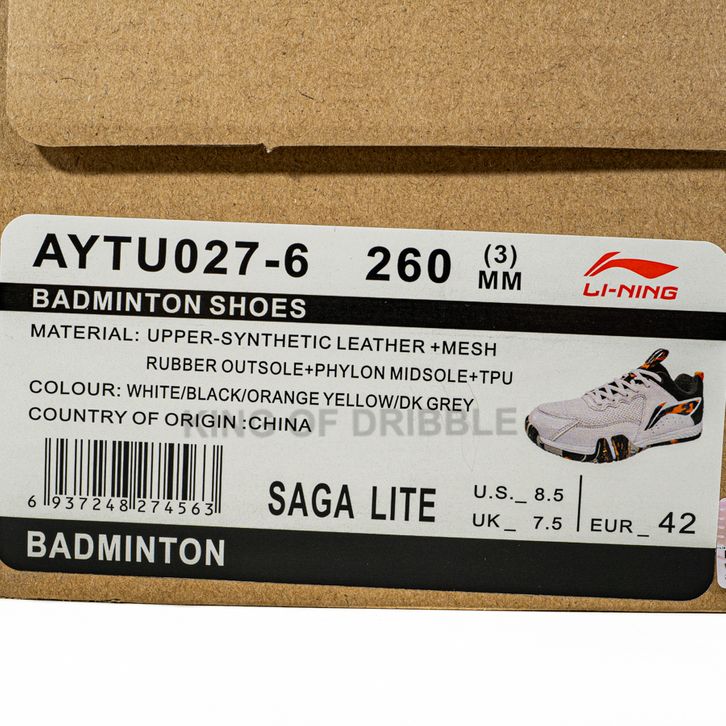 AYTU027-6 260 (3) MM
LI-NING
BADMINTON SHOES
MATERIAL: UPPER-SYNTHETIC LEATHER +MESH
RUBBER OUTSOLE+PHYLON MIDSOLE+TPU
COLOUR: WHITE/BLACK/ORANGE YELLOW/DK GREY
COUNTRY OF ORIGIN :CHINA
KING OF DRIBBLE
6 937248 274563
SAGA LITE
U.S._ 8.5
UK_ 7.5
EUR_ 42
BADMINTON